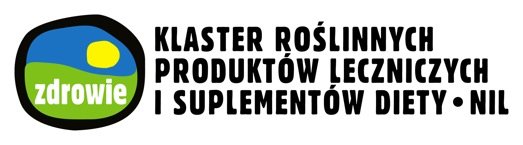 zdrowie
KLASTER ROŚLINNYCH
PRODUKTÓW LECZNICZYCH
I SUPLEMENTÓW DIETY • NIL